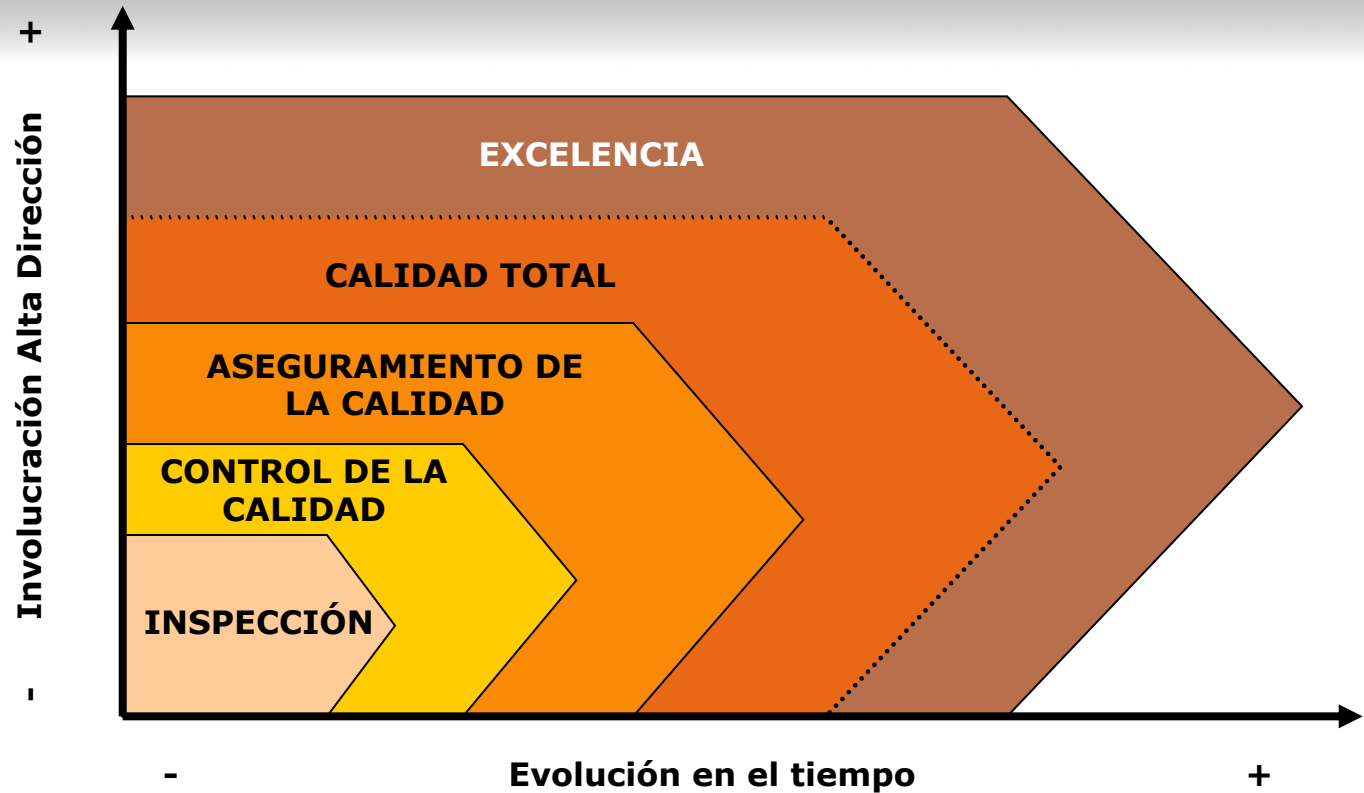 +
Involucración Alta Dirección
-
EXCELENCIA
CALIDAD TOTAL
ASEGURAMIENTO DE
LA CALIDAD
CONTROL DE LA
CALIDAD
INSPECCIÓN
-
Evolución en el tiempo
+